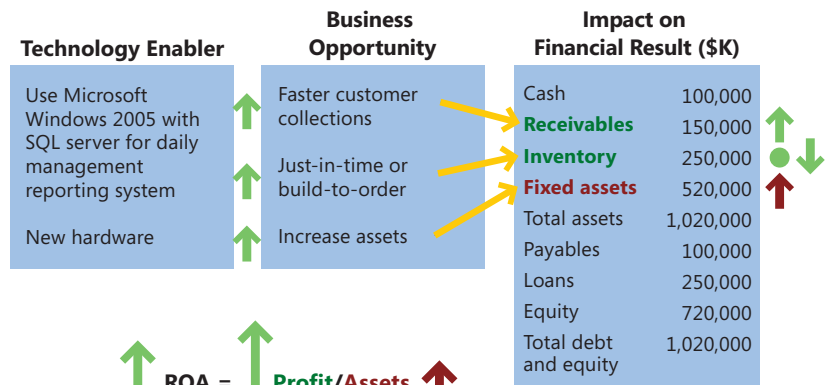 Technology Enabler
Business
Opportunity
Impact on
Financial Result ($K)
Use Microsoft
Windows 2005 with
SQL server for daily
management
reporting system
New hardware
Faster customer
collections
Just-in-time or
build-to-order
Increase assets
Cash 100,000
Receivables 150,000
Inventory 250,000
Fixed assets 520,000
Total assets 1,020,000
Payables 100,000
Loans 250,000
Equity 720,000
Total debt 1,020,000
and equity
ROA = Profit/Assets